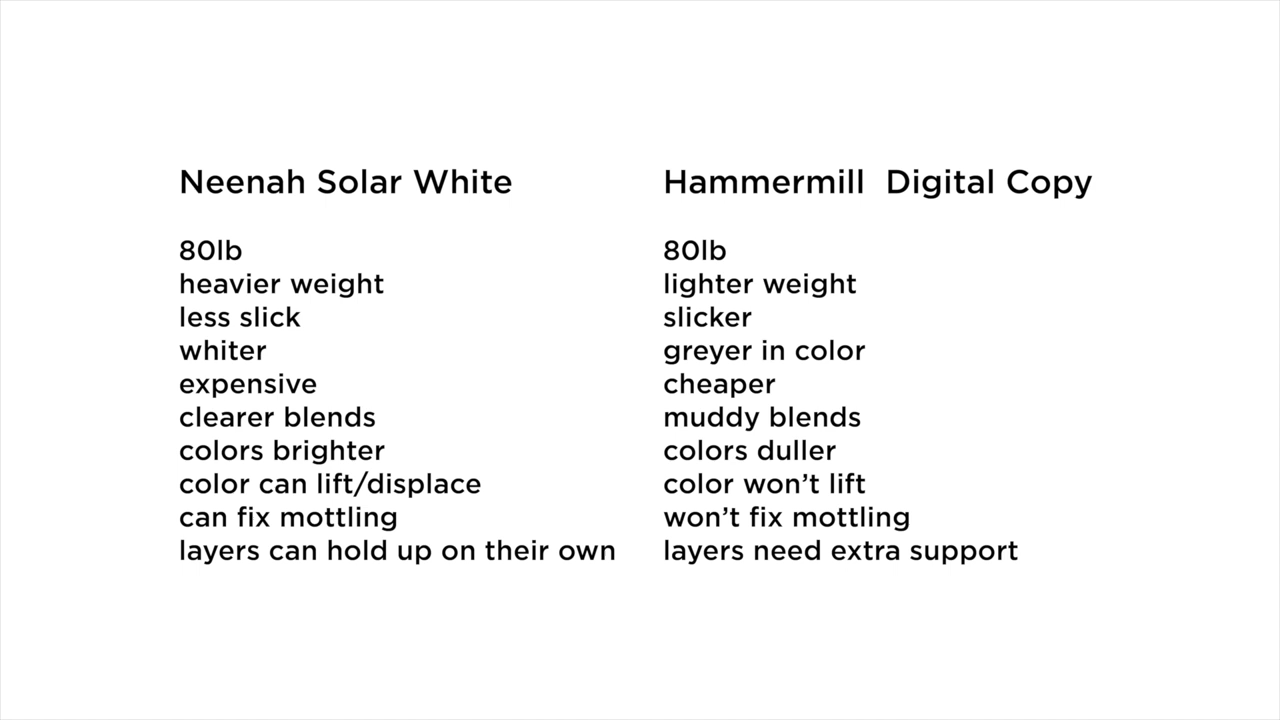 Neenah Solar White
80lb
heavier weight
less slick
whiter
expensive
clearer blends
colors brighter
color can lift/displace
can fix mottling
layers can hold up on their own
Hammermill  Digital Copy
80lb
lighter weight
slicker
greyer in color
cheaper
muddy blends
colors duller
color won’t lift
won’t fix mottling
layers need extra support